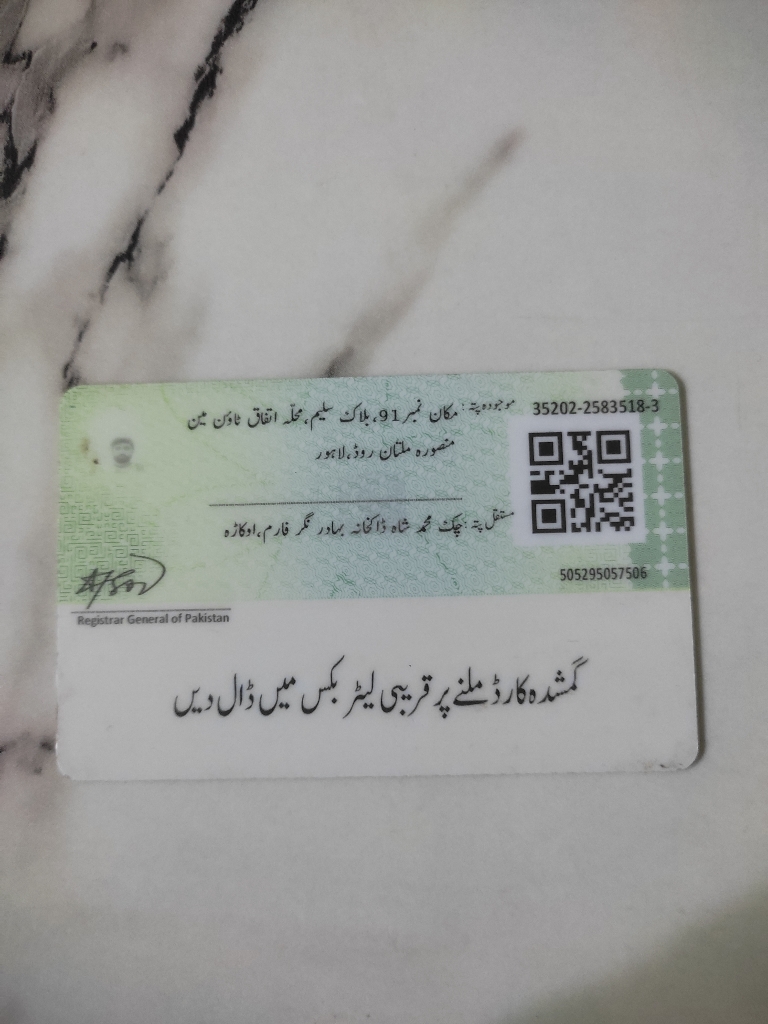 موجودہ پتہ: مکان نمبر 91، بلاک سلیم، محلّہ اتفاق ٹاؤن مین
منصورہ ملتان روڈ، لاہور
35202-2583518-3
مستقل پتہ: چک محمد شاہ ڈاکخانہ بہادر نگر فارم، اوکاڑہ
505295057506
Registrar General of Pakistan
گمشدہ کارڈ ملنے پر قریبی لیٹر بکس میں ڈال دیں